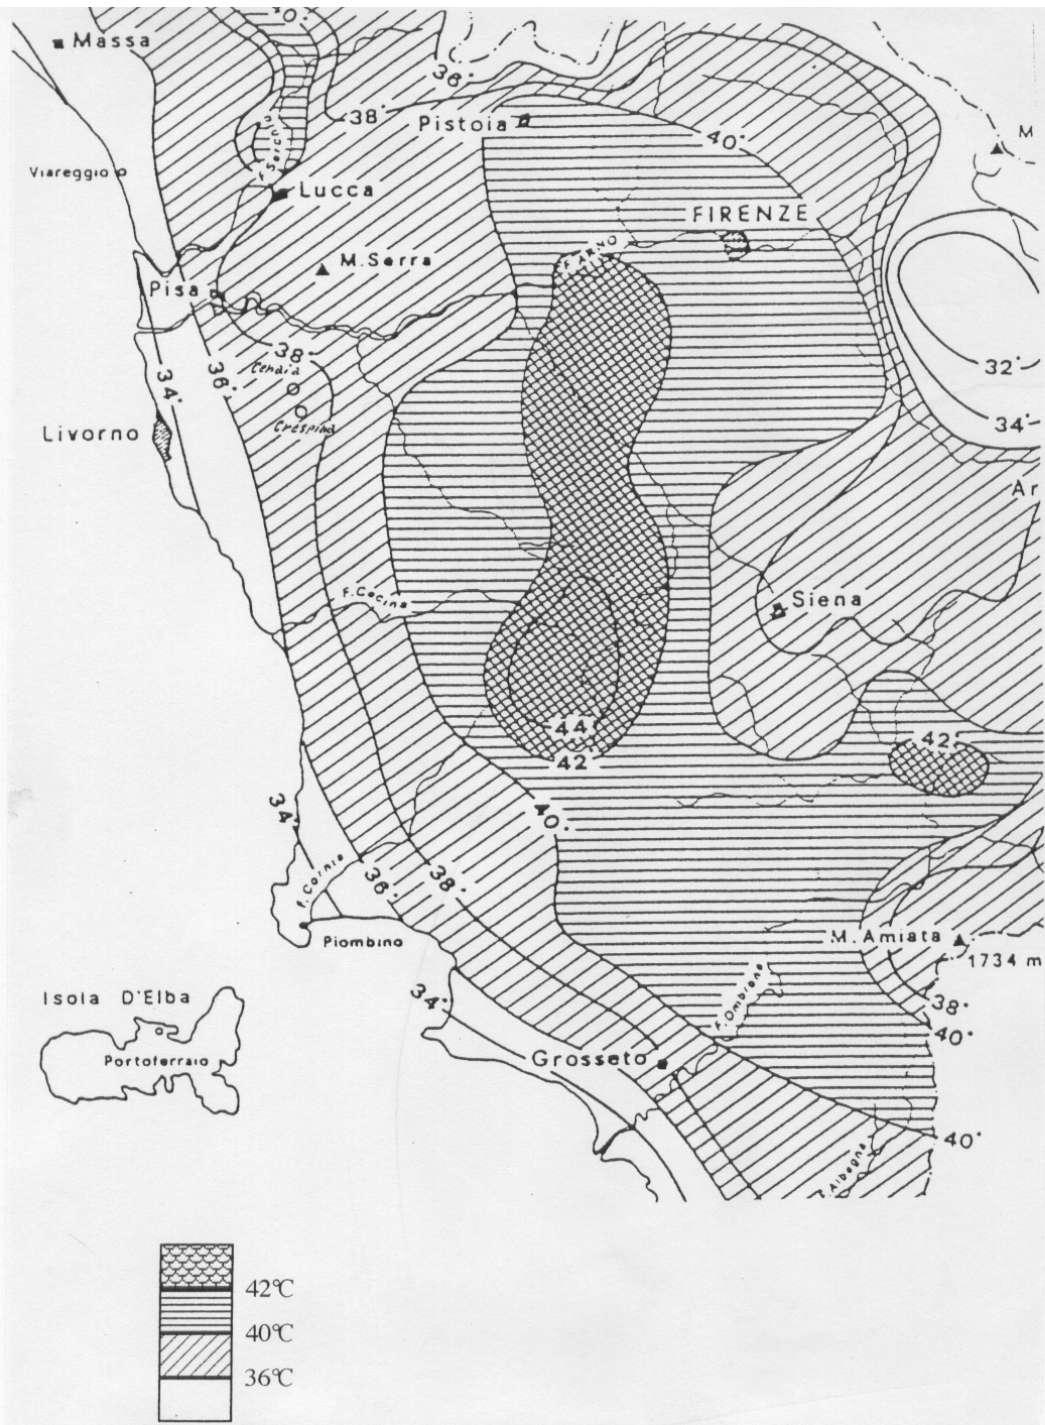 40°
Massa
36°
38°
Pistoia
40°
M
Viareggio
F. Serchio
Lucca
FIRENZE
F. ARNO
M. Serra
Pisa
38°
32°
34°
36°
Cenaia
Crespina
34°
Livorno
Ar
F. Cecina
Siena
44°
42°
42°
34°
40°
F. Cornia
36°
38°
Piombino
M. Amiata
1734 m
34°
F. Ombrone
38°
Isola D'Elba
40°
Portoferraio
Grosseto
40°
F. Albegna
42°C
40°C
36°C